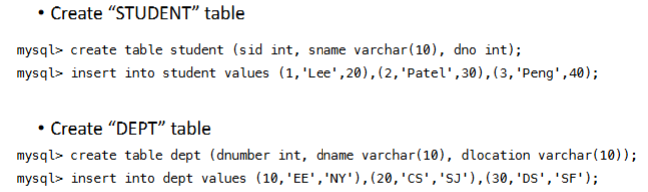 • Create “STUDENT” table
mysql> create table student (sid int, sname varchar(10), dno int);
mysql> insert into student values (1,'Lee',20),(2,'Patel',30),(3,'Peng',40);
• Create “DEPT” table
mysql> create table dept (dnumber int, dname varchar(10), dlocation varchar(10));
mysql> insert into dept values (10,'EE','NY'),(20,'CS','SJ'),(30,'DS','SF');